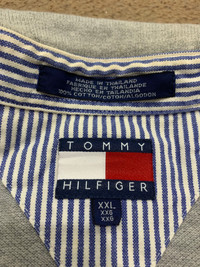 MADE IN THAILAND
FABRIQUE EN THAILANDE
HECHO EN TAILANDIA
100% COTTON/COTON/ALGODON
TOMMY
HILFIGER
XXL
XXG
XXG